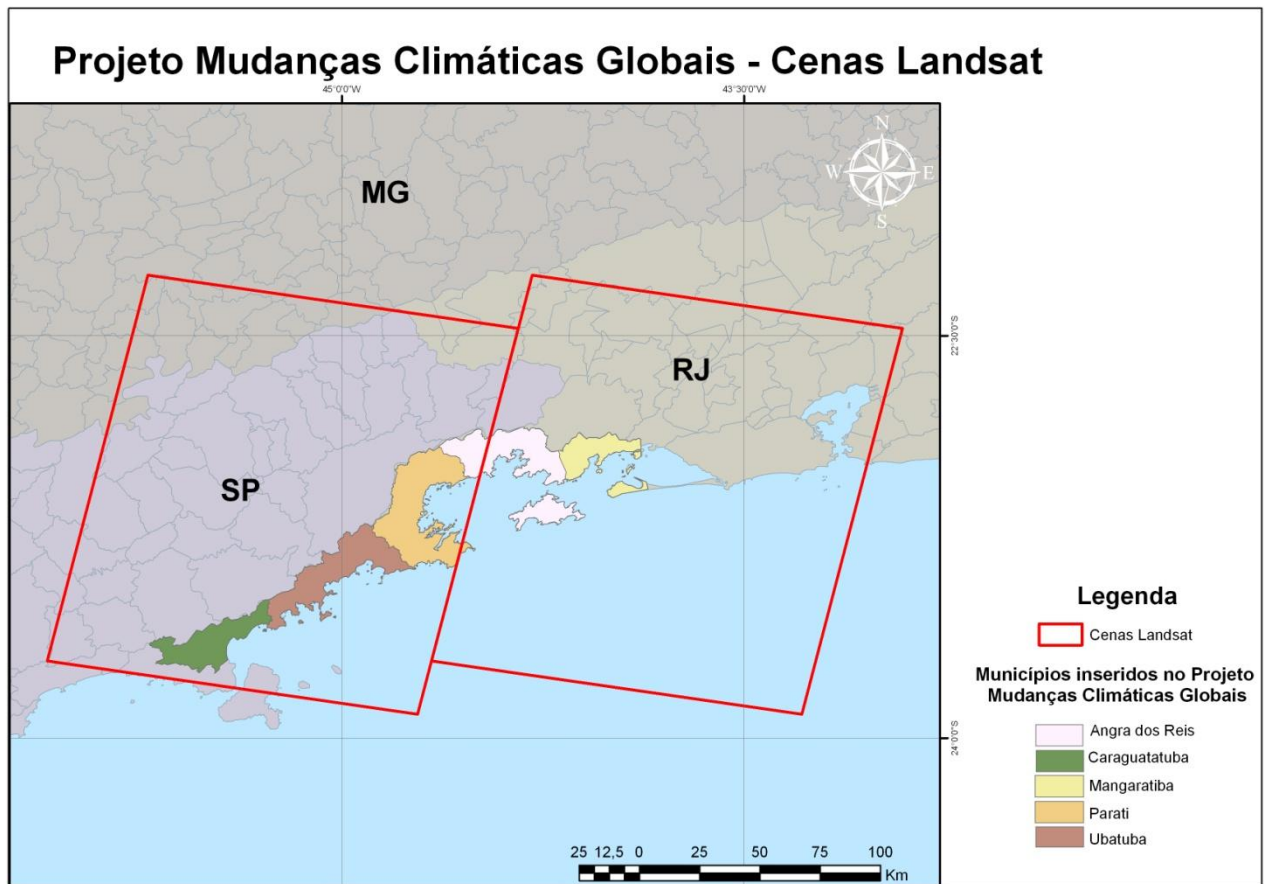 Projeto Mudanças Climáticas Globais - Cenas Landsat
45°0'0"W
43°30'0"W
N
W
E
S
MG
22°30'0"S
RJ
SP
24°0'0"S
Legenda
Cenas Landsat
Municípios inseridos no Projeto
Mudanças Climáticas Globais
Angra dos Reis
Caraguatatuba
Mangaratiba
Parati
Ubatuba
25 12,5 0 25 50 75 100
Km